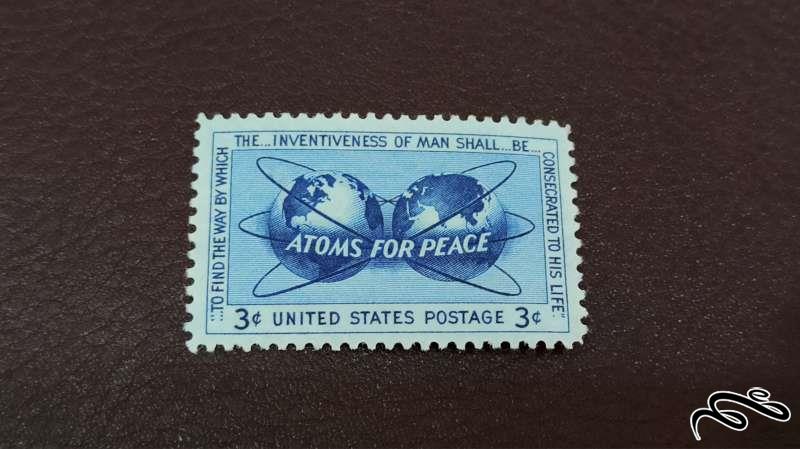 "...TO FIND THE WAY BY WHICH
THE...INVENTIVENESS OF MAN SHALL...BE...
CONSECRATED TO HIS LIFE."
ATOMS FOR PEACE
3¢ UNITED STATES POSTAGE 3¢